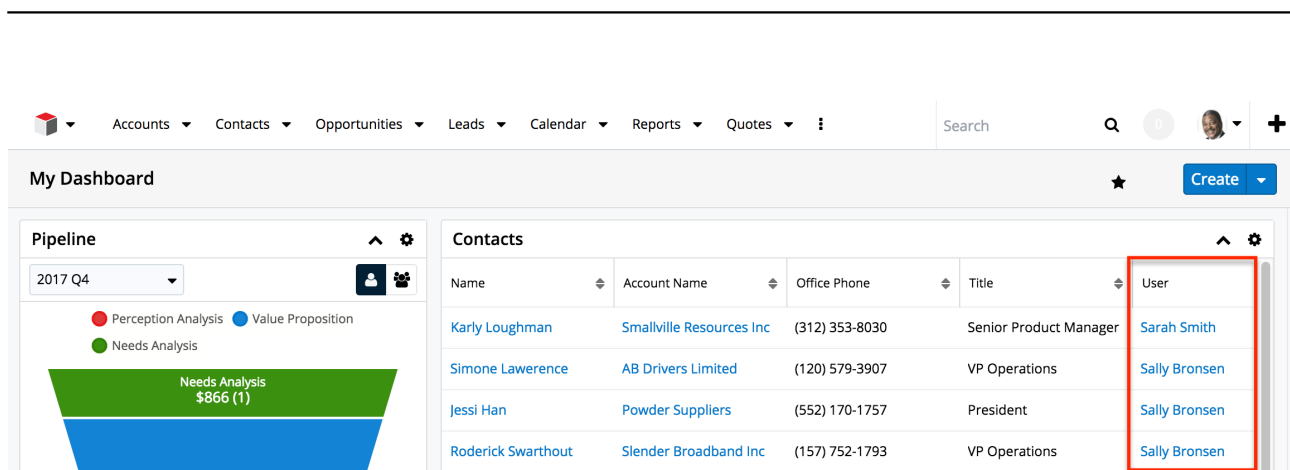 Accounts Contacts Opportunities Leads Calendar Reports Quotes Search 0
My Dashboard Create
Pipeline
2017 Q4
Perception Analysis Value Proposition
Needs Analysis
Needs Analysis
$866 (1)
Contacts
Name Account Name Office Phone Title User
Karly Loughman Smallville Resources Inc (312) 353-8030 Senior Product Manager Sarah Smith
Simone Lawerence AB Drivers Limited (120) 579-3907 VP Operations Sally Bronsen
Jessi Han Powder Suppliers (552) 170-1757 President Sally Bronsen
Roderick Swarthout Slender Broadband Inc (157) 752-1793 VP Operations Sally Bronsen